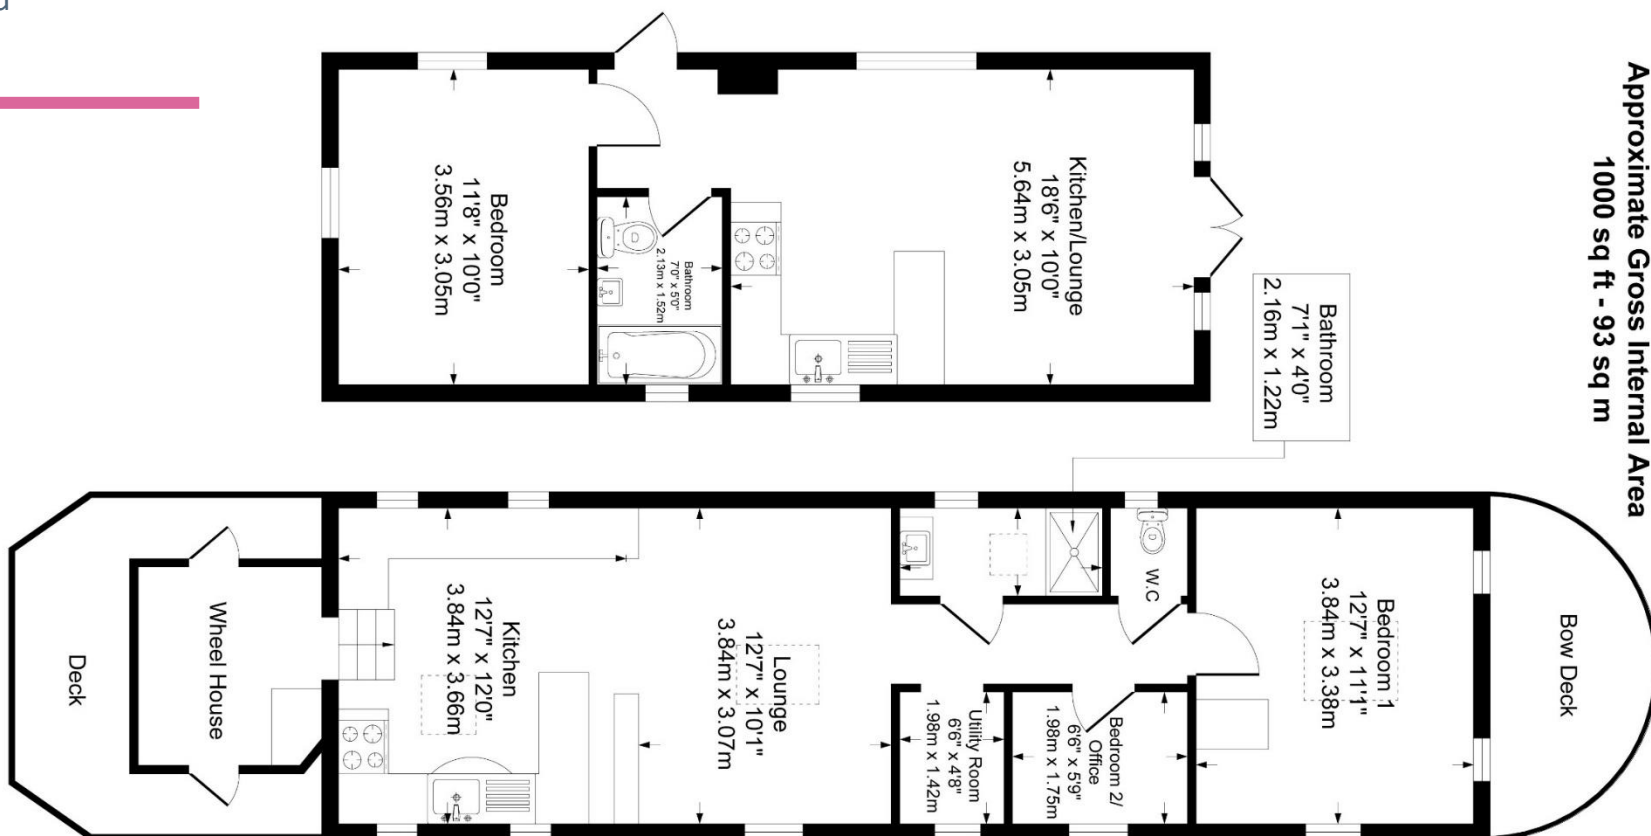 Approximate Gross Internal Area
1000 sq ft - 93 sq m
Kitchen/Lounge
18'6" x 10'0"
5.64m x 3.05m
Bathroom
7'0" x 5'0"
2.13m x 1.52m
Bedroom
11'8" x 10'0"
3.56m x 3.05m
Bathroom
7'1" x 4'0"
2.16m x 1.22m
Bow Deck
Bedroom 1
12'7" x 11'1"
3.84m x 3.38m
W.C
Bedroom 2/
Office
6'6" x 5'9"
1.98m x 1.75m
Utility Room
6'6" x 4'8"
1.98m x 1.42m
Lounge
12'7" x 10'1"
3.84m x 3.07m
Kitchen
12'7" x 12'0"
3.84m x 3.66m
Wheel House
Deck